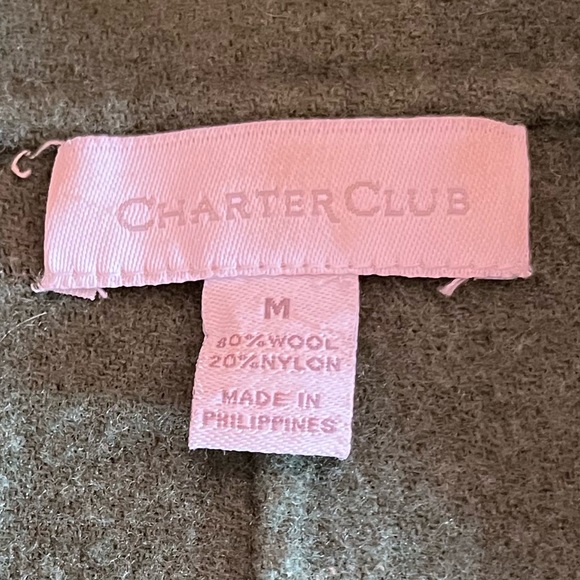 CHARTER CLUB
M
80%WOOL
20%NYLON
MADE IN
PHILIPPINES